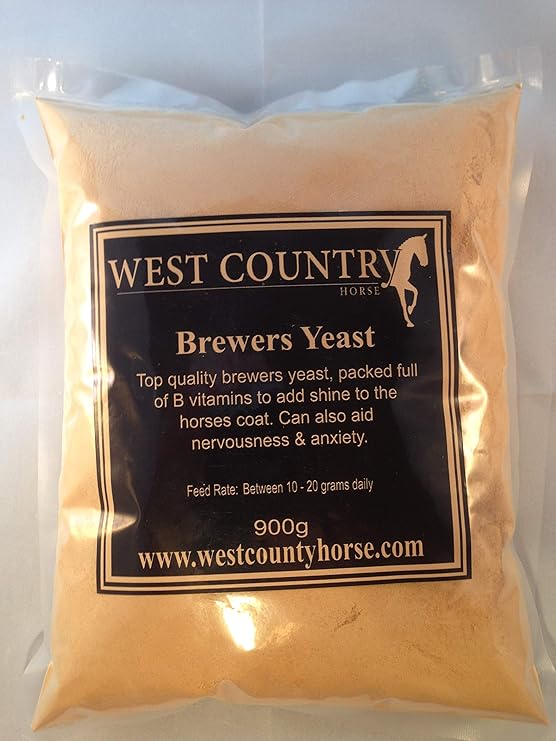 WEST COUNTRY
HORSE
Brewers Yeast
Top quality brewers yeast, packed full
of B vitamins to add shine to the
horses coat. Can also aid
nervousness & anxiety.
Feed Rate: Between 10 - 20 grams daily
900g
www.westcountyhorse.com